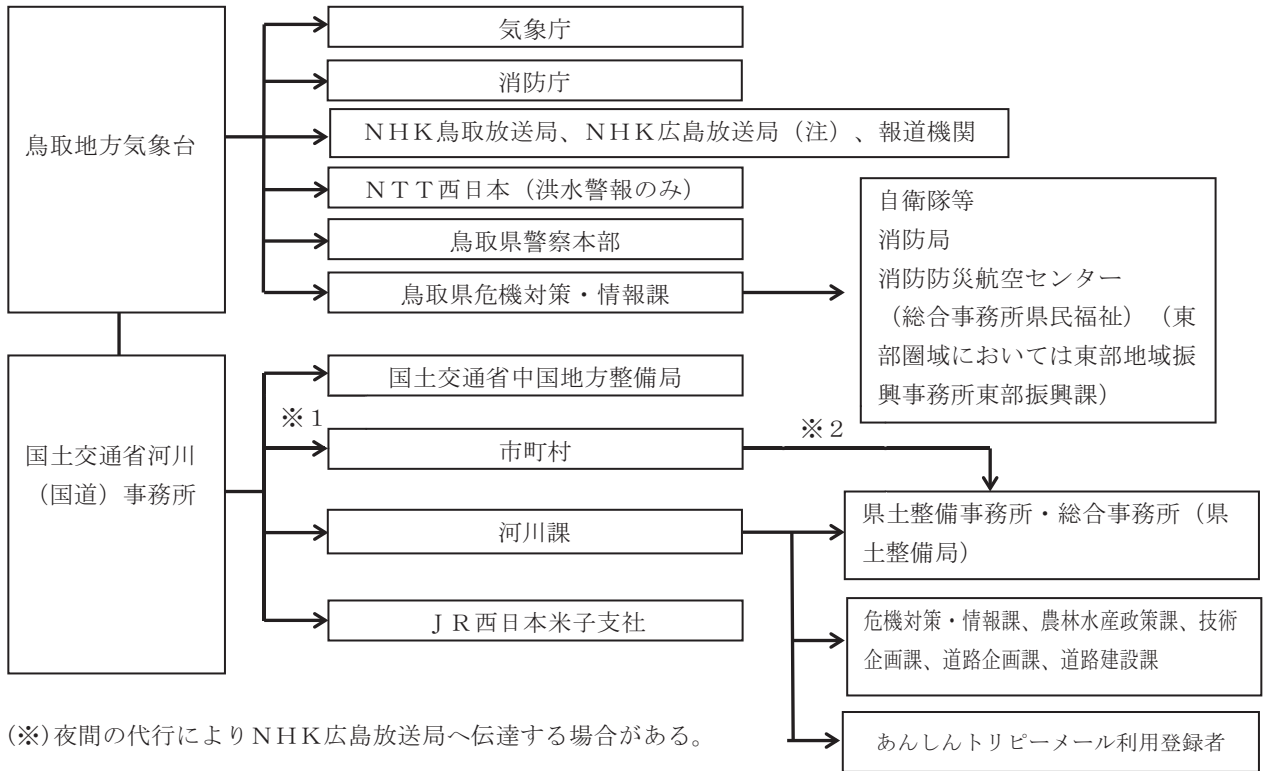 鳥取地方気象台
気象庁
消防庁
ＮＨＫ鳥取放送局、ＮＨＫ広島放送局（注）、報道機関
ＮＴＴ西日本（洪水警報のみ）
鳥取県警察本部
鳥取県危機対策・情報課
自衛隊等
消防局
消防防災航空センター
（総合事務所県民福祉）（東
部圏域においては東部地域振
興事務所東部振興課）
国土交通省河川
（国道）事務所
国土交通省中国地方整備局
※１
市町村
※２
河川課
県土整備事務所・総合事務所（県
土整備局）
ＪＲ西日本米子支社
危機対策・情報課、農林水産政策課、技術
企画課、道路企画課、道路建設課
あんしんトリピーメール利用登録者
(※)夜間の代行によりＮＨＫ広島放送局へ伝達する場合がある。